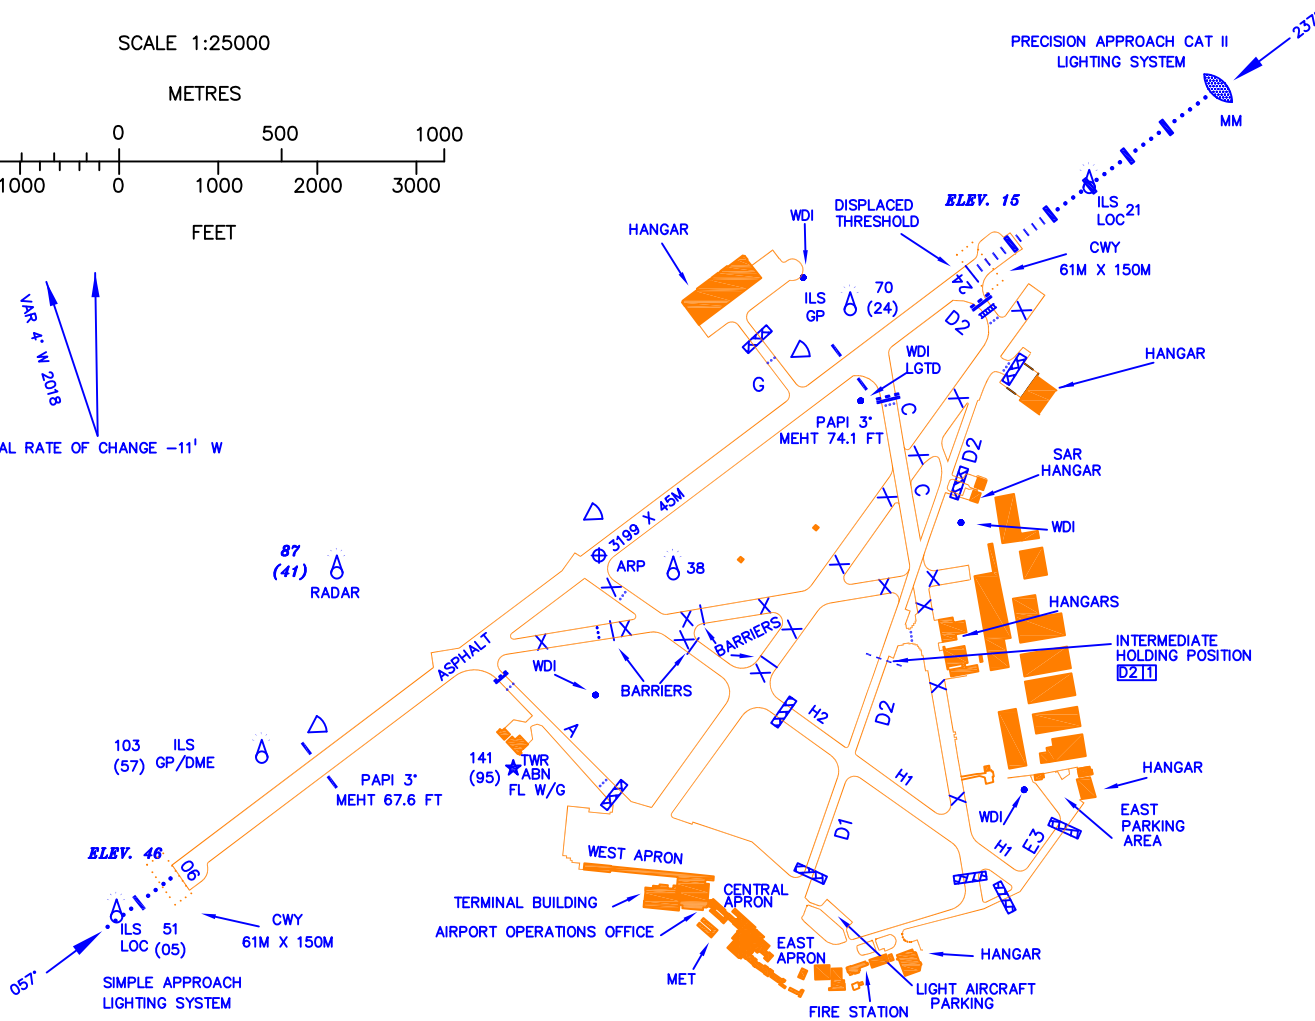 SCALE 1:25000
METRES
0 500 1000
1000 0 1000 2000 3000
FEET
VAR 4° W 2018
AL RATE OF CHANGE -11' W
PRECISION APPROACH CAT II
LIGHTING SYSTEM
237°
MM
ILS
LOC 21
ELEV. 15
DISPLACED
THRESHOLD
CWY
61M X 150M
WDI
HANGAR
ILS
GP
70
(24)
24
D2
G
WDI
LGTD
C
PAPI 3°
MEHT 74.1 FT
HANGAR
D2
SAR
HANGAR
C
WDI
3199 X 45M
ARP
38
87
(41)
RADAR
HANGARS
BARRIERS
INTERMEDIATE
HOLDING POSITION
D2 1
ASPHALT
WDI
BARRIERS
H2
D2
A
103
(57)
ILS
GP/DME
141
(95)
TWR
ABN
FL W/G
PAPI 3°
MEHT 67.6 FT
H1
HANGAR
WDI
EAST
PARKING
AREA
D1
E3
H1
ELEV. 46
06
WEST APRON
CENTRAL
APRON
TERMINAL BUILDING
AIRPORT OPERATIONS OFFICE
CWY
61M X 150M
ILS
LOC
51
(05)
EAST
APRON
MET
HANGAR
057°
SIMPLE APPROACH
LIGHTING SYSTEM
LIGHT AIRCRAFT
PARKING
FIRE STATION